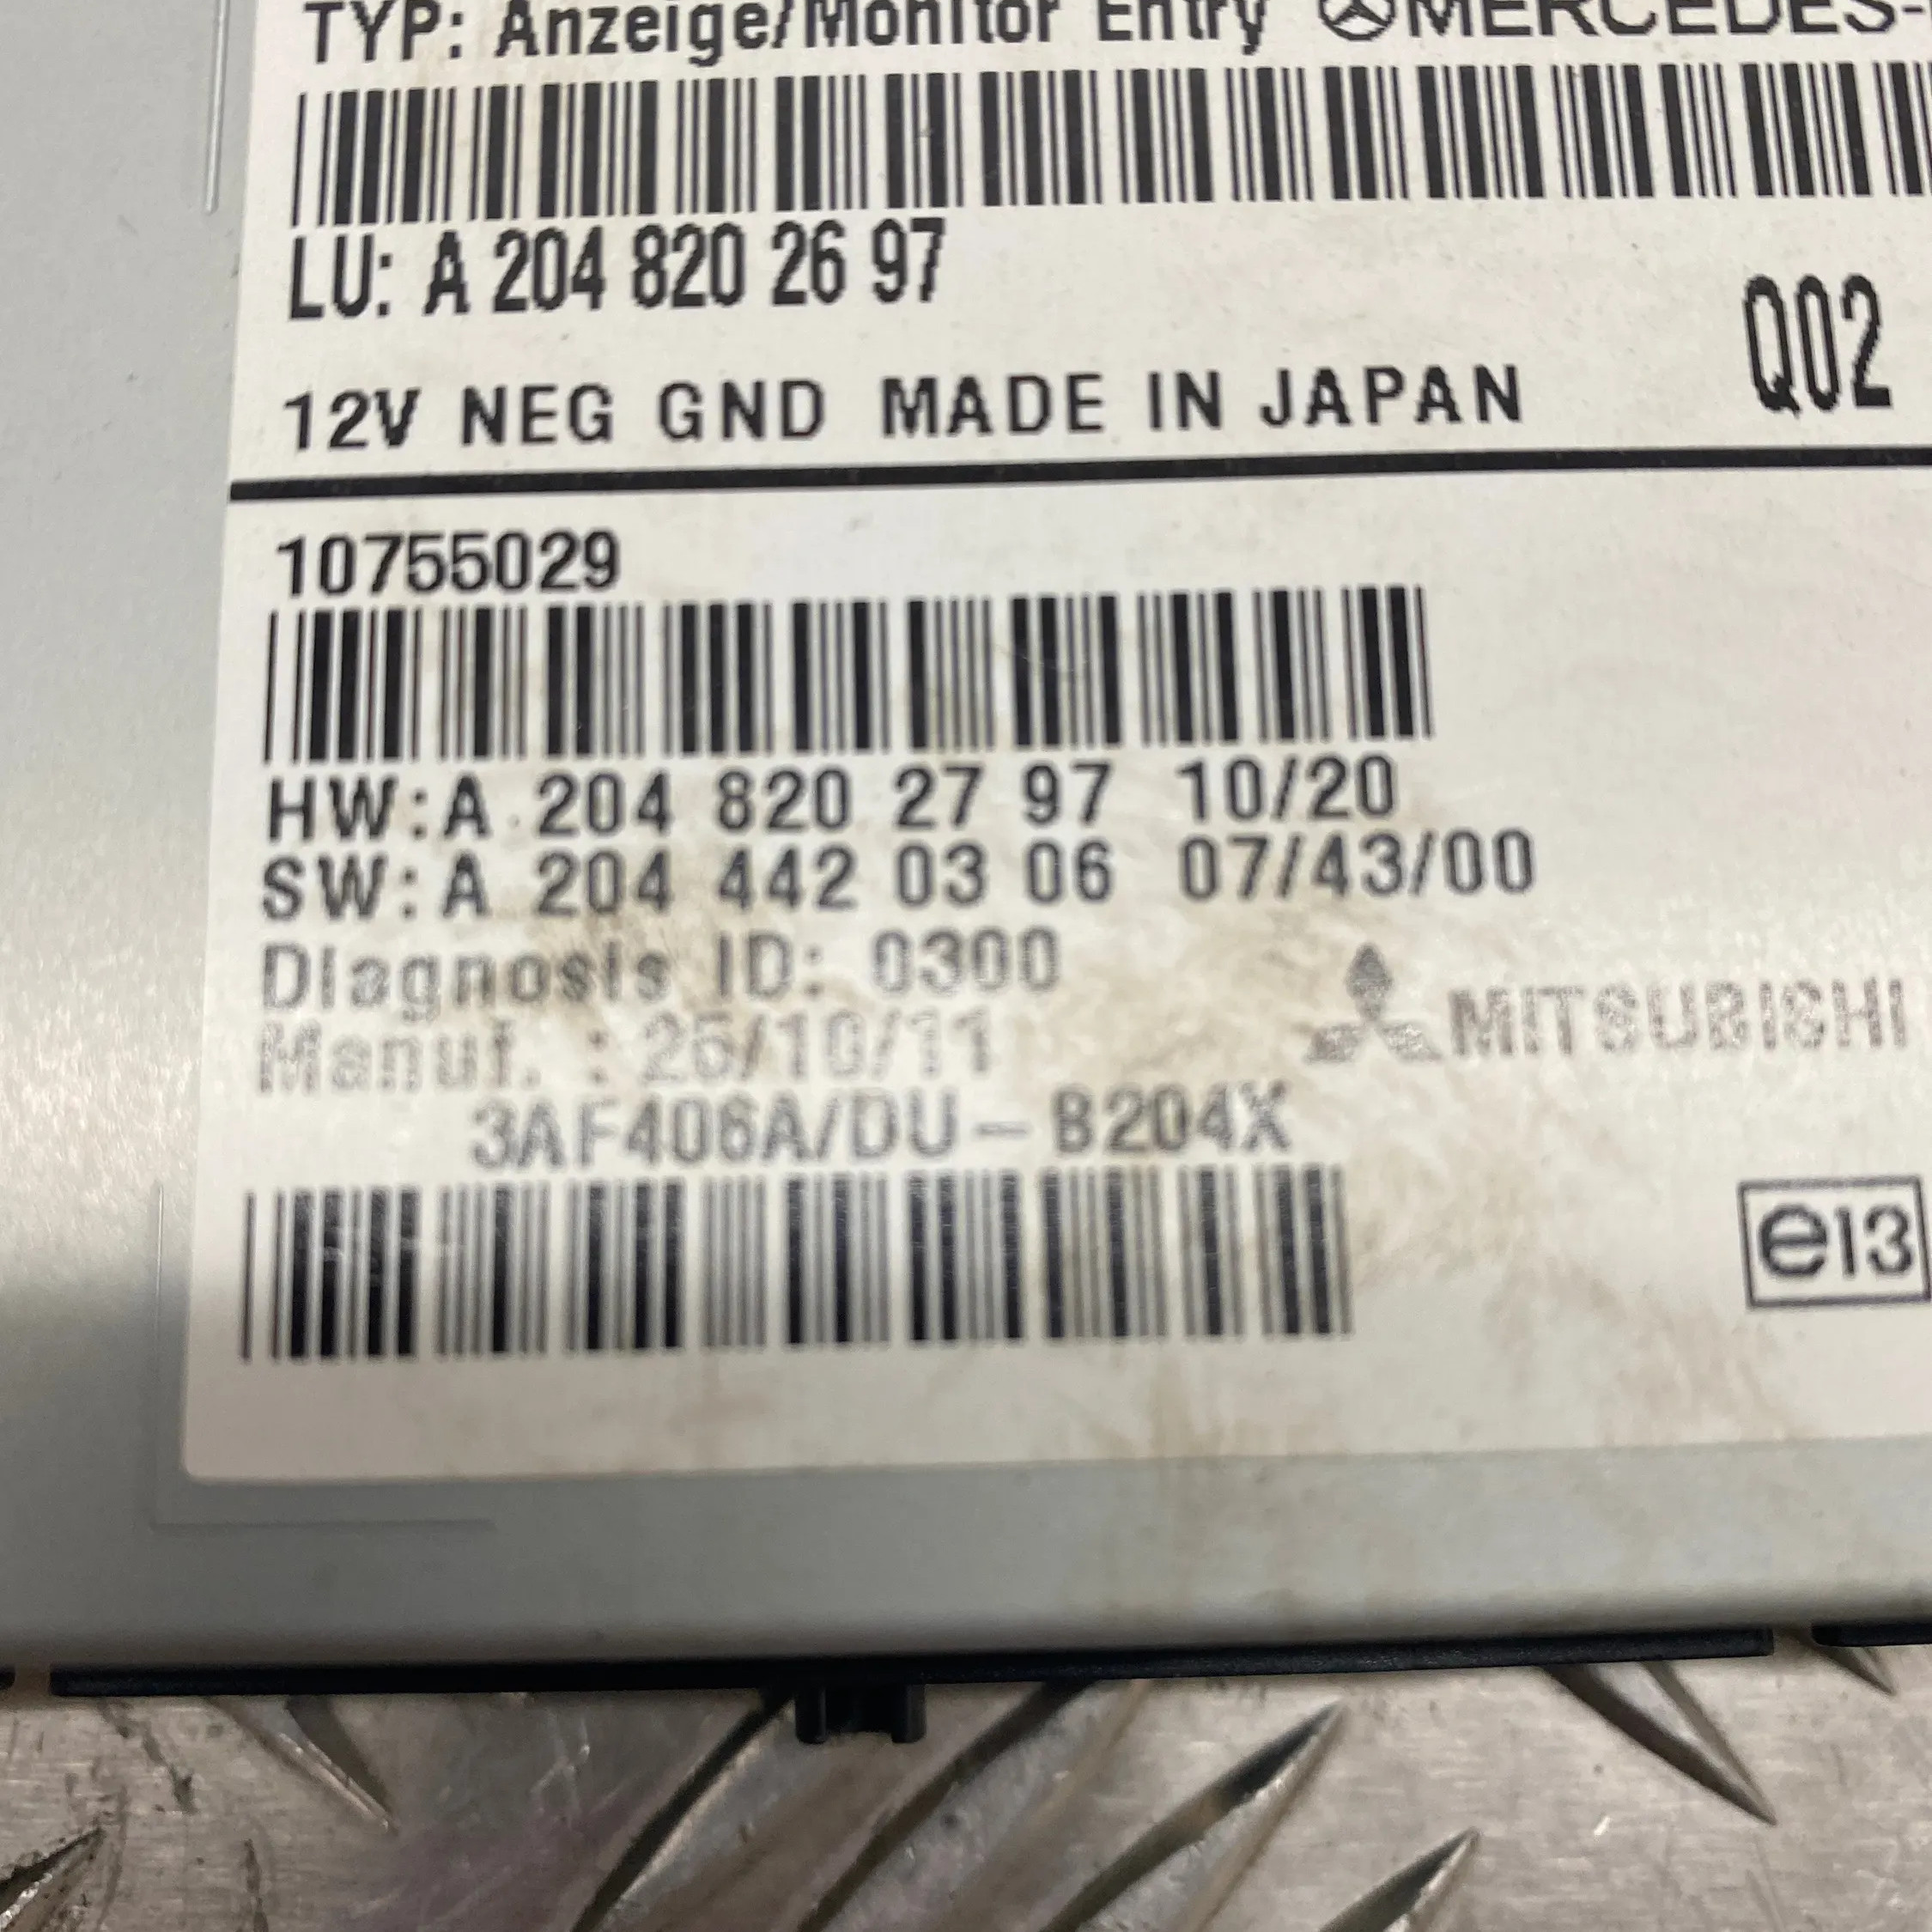 TYP: Anzeige/Monitor Entry MERCEDES-
LU: A 204 820 26 97
Q02
12V NEG GND MADE IN JAPAN
10755029
HW:A 204 820 27 97 10/20
SW:A 204 442 03 06 07/43/00
Diagnosis ID: 0300
Manuf. : 25/10/11
MITSUBISHI
3AF406A/DU-B204X
e13